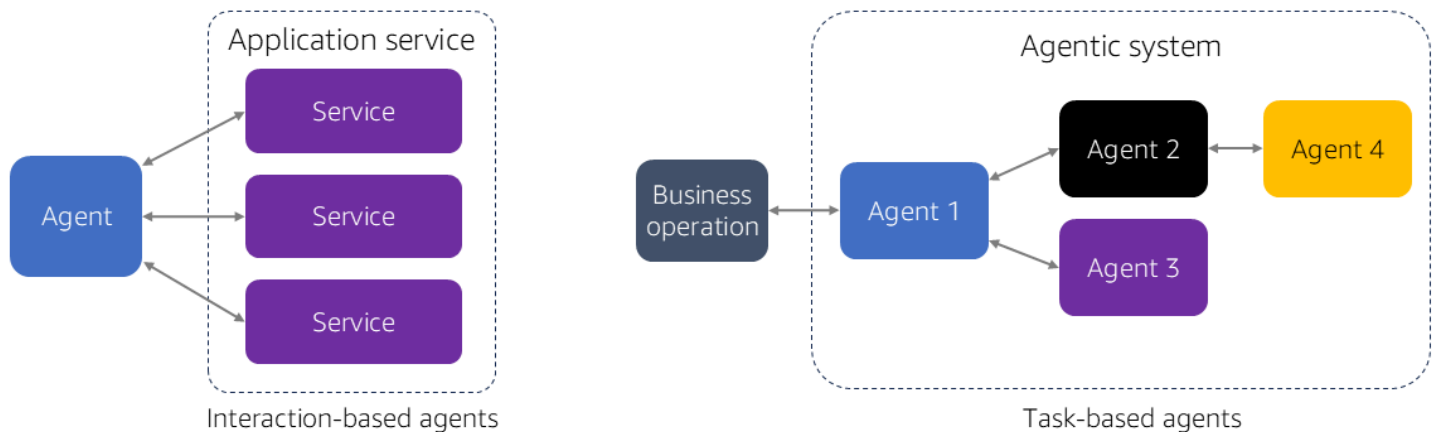 Application service
Service
Agent
Service
Service
Interaction-based agents
Agentic system
Business
operation
Agent 1
Agent 2
Agent 4
Agent 3
Task-based agents